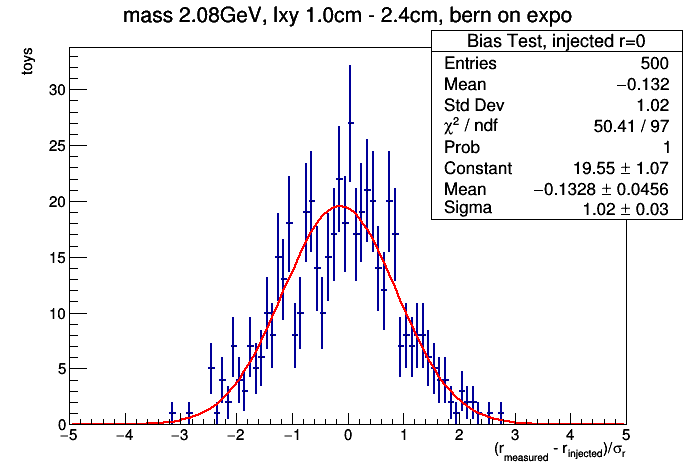 mass 2.08GeV, lxy 1.0cm - 2.4cm, bern on expo
Bias Test, injected r=0
Entries 500
Mean −0.132
Std Dev 1.02
χ² / ndf 50.41 / 97
Prob 1
Constant 19.55 ± 1.07
Mean −0.1328 ± 0.0456
Sigma 1.02 ± 0.03
toys
30
25
20
15
10
5
0
−5 −4 −3 −2 −1 0 1 2 3 4 5
(r_measured - r_injected)/σ_r